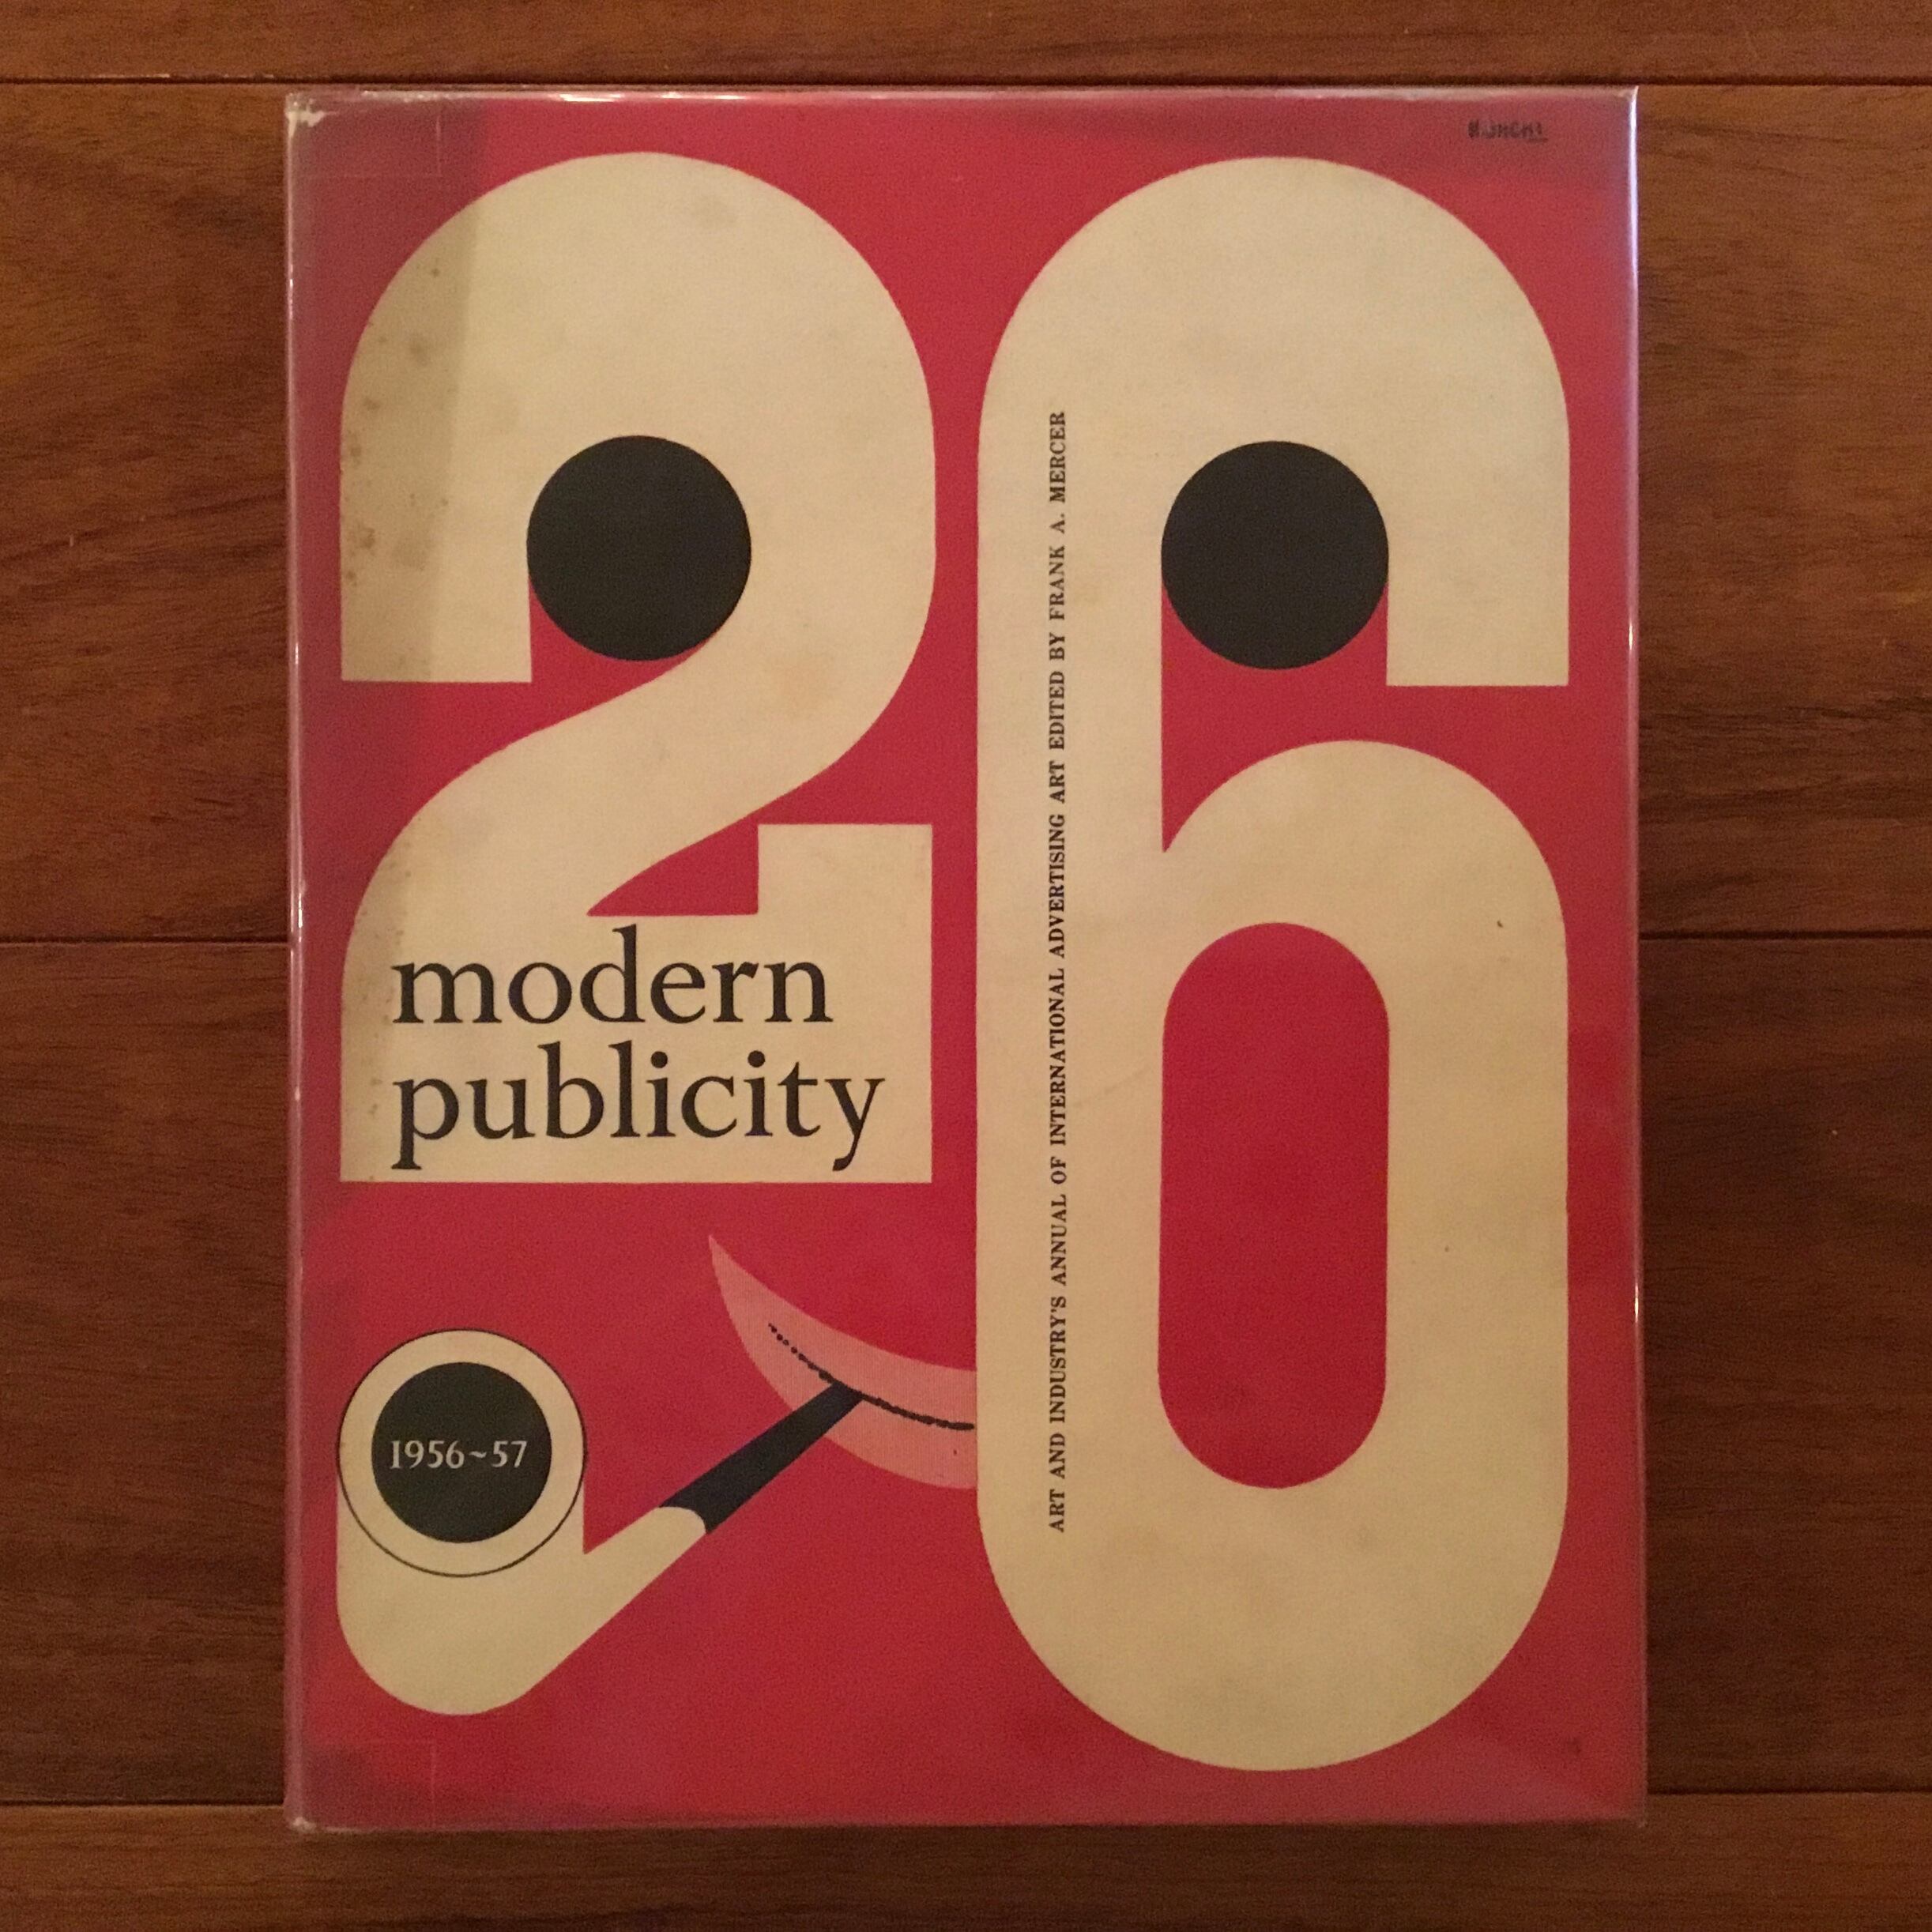 26
modern
publicity
1956~57
ART AND INDUSTRY'S ANNUAL OF INTERNATIONAL ADVERTISING ART EDITED BY FRANK A. MERCER